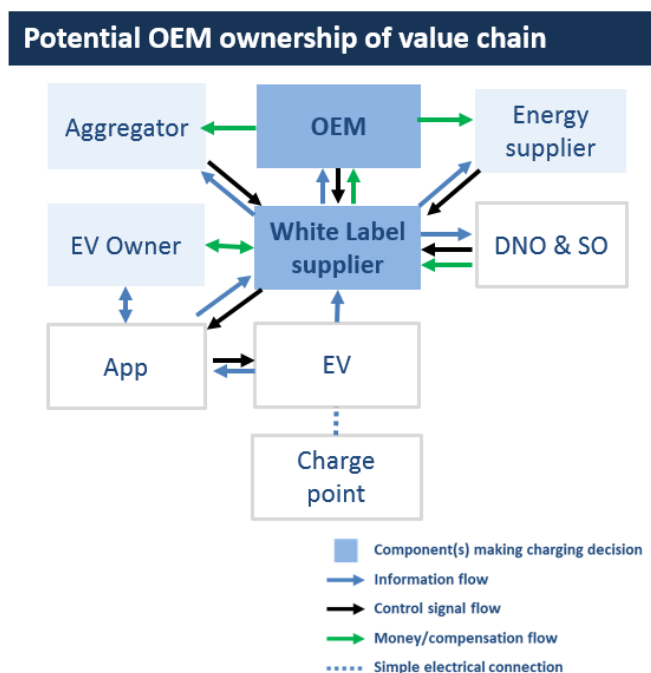 Potential OEM ownership of value chain
Aggregator
OEM
Energy
supplier
EV Owner
White Label
supplier
DNO & SO
App
EV
Charge
point
Component(s) making charging decision
Information flow
Control signal flow
Money/compensation flow
Simple electrical connection